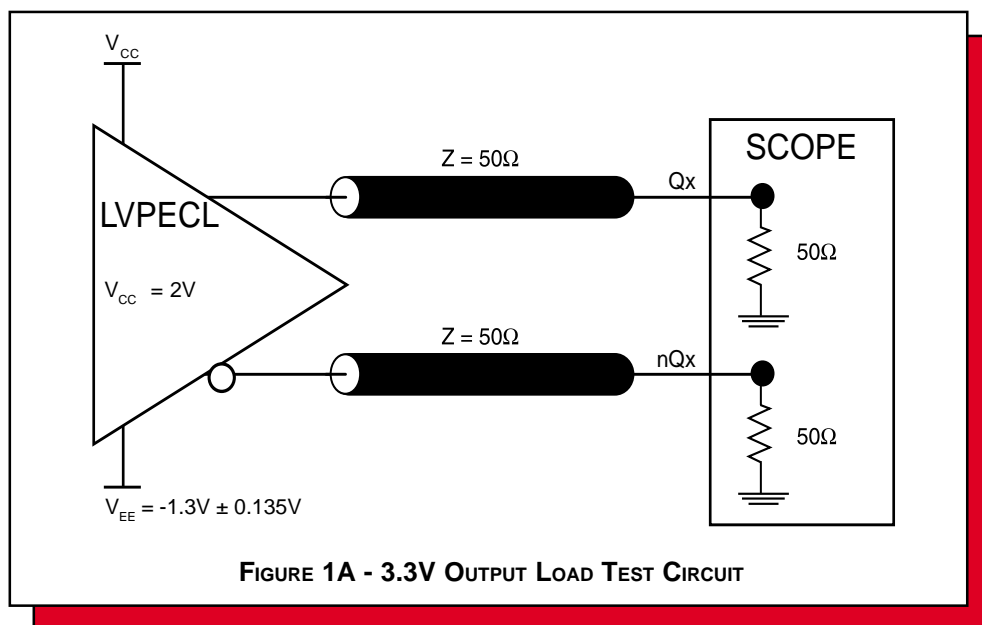 V_CC
Z = 50Ω
SCOPE
Qx
LVPECL
50Ω
V_CC = 2V
Z = 50Ω
nQx
50Ω
V_EE = -1.3V ± 0.135V
FIGURE 1A - 3.3V OUTPUT LOAD TEST CIRCUIT